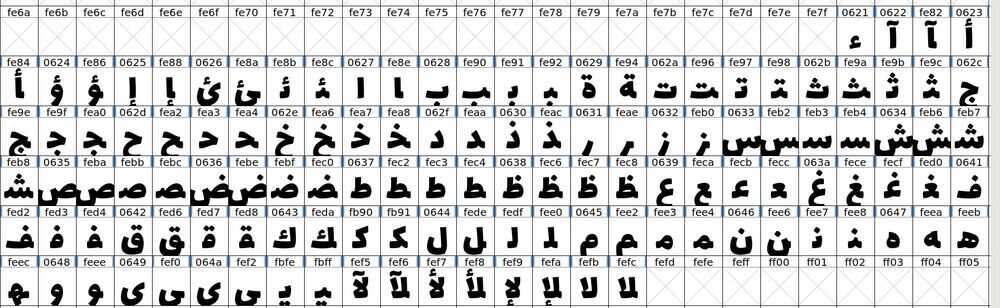 fe6a fe6b fe6c fe6d fe6e fe6f fe70 fe71 fe72 fe73 fe74 fe75 fe76 fe77 fe78 fe79 fe7a fe7b fe7c fe7d fe7e fe7f 0621 0622 fe82 0623
ء آ ﺂ أ
fe84 0624 fe86 0625 fe88 0626 fe8a fe8b fe8c 0627 fe8e 0628 fe90 fe91 fe92 0629 fe94 062a fe96 fe97 fe98 062b fe9a fe9b fe9c 062c
ﺄ ؤ ﺆ إ ﺈ ئ ﺊ ﺋ ﺌ ا ﺎ ب ﺐ ﺑ ﺒ ة ﺔ ت ﺖ ﺗ ﺘ ث ﺚ ﺛ ﺜ ج
fe9e fe9f fea0 062d fea2 fea3 fea4 062e fea6 fea7 fea8 062f feaa 0630 feac 0631 feae 0632 feb0 0633 feb2 feb3 feb4 0634 feb6 feb7
ﺞ ﺟ ﺠ ح ﺢ ﺣ ﺤ خ ﺦ ﺧ ﺨ د ﺪ ذ ﺬ ر ﺮ ز ﺰ س ﺲ ﺳ ﺴ ش ﺶ ﺷ
feb8 0635 feba febb febc 0636 febe febf fec0 0637 fec2 fec3 fec4 0638 fec6 fec7 fec8 0639 feca fecb fecc 063a fece fecf fed0 0641
ﺸ ص ﺺ ﺻ ﺼ ض ﺾ ﺿ ﻀ ط ﻂ ﻃ ﻄ ظ ﻆ ﻇ ﻈ ع ﻊ ﻋ ﻌ غ ﻎ ﻏ ﻐ ف
fed2 fed3 fed4 0642 fed6 fed7 fed8 0643 feda fb90 fb91 0644 fede fedf fee0 0645 fee2 fee3 fee4 0646 fee6 fee7 fee8 0647 feea feeb
ﻒ ﻓ ﻔ ق ﻖ ﻗ ﻘ ك ﻚ ﮐ ﮑ ل ﻞ ﻟ ﻠ م ﻢ ﻣ ﻤ ن ﻦ ﻧ ﻨ ه ﻪ ﻫ
feec 0648 feee 0649 fef0 064a fef2 fbfe fbff fef5 fef6 fef7 fef8 fef9 fefa fefb fefc fefd fefe feff ff00 ff01 ff02 ff03 ff04 ff05
ﻬ و ﻮ ى ﻰ ي ﻲ ﯾ ﯿ ﻵ ﻶ ﻷ ﻸ ﻹ ﻺ ﻻ ﻼ